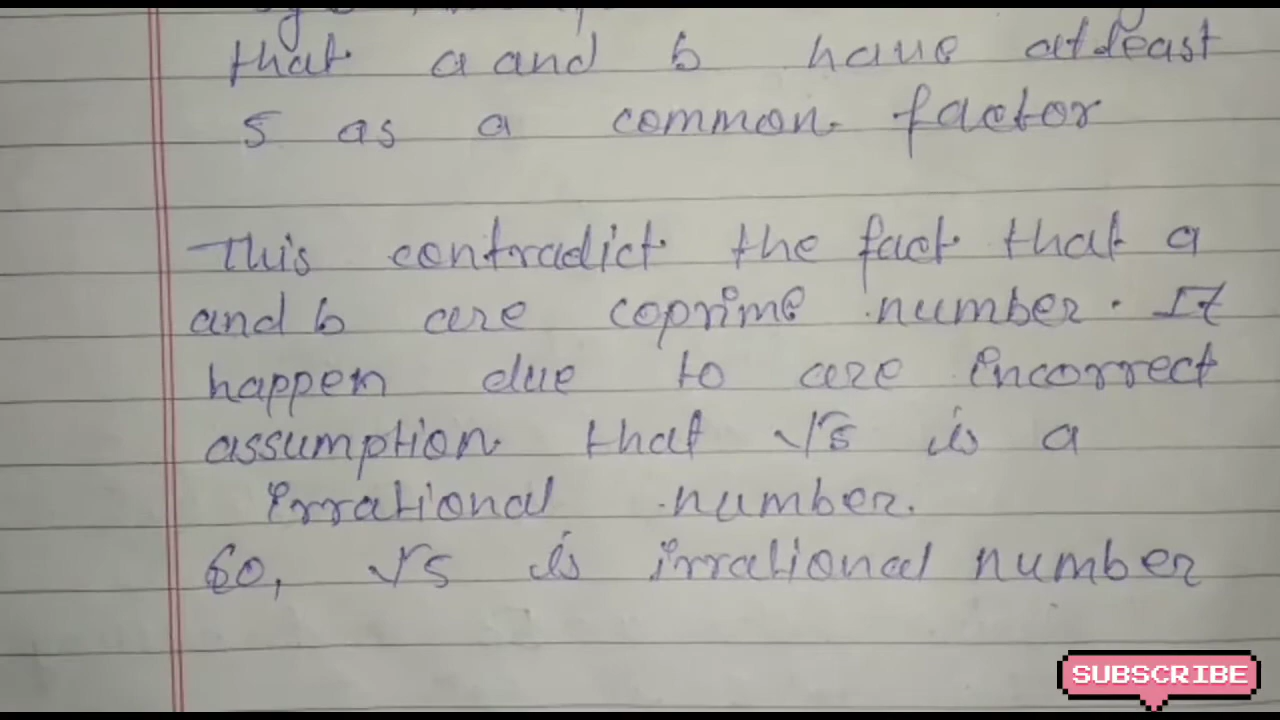 that a and b have atleast
5 as a common factor
This contradict the fact that a
and b are coprime number. It
happen due to are incorrect
assumption that √5 is a
irrational number.
So, √5 is irrational number
SUBSCRIBE